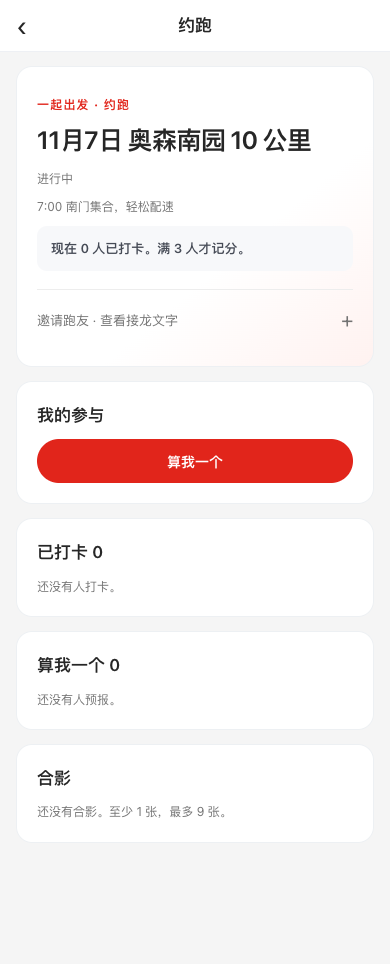 约跑
一起出发 · 约跑
11月7日 奥森南园 10 公里
进行中
7:00 南门集合，轻松配速
现在 0 人已打卡。满 3 人才记分。
邀请跑友 · 查看接龙文字
我的参与
算我一个
已打卡 0
还没有人打卡。
算我一个 0
还没有人预报。
合影
还没有合影。至少 1 张，最多 9 张。